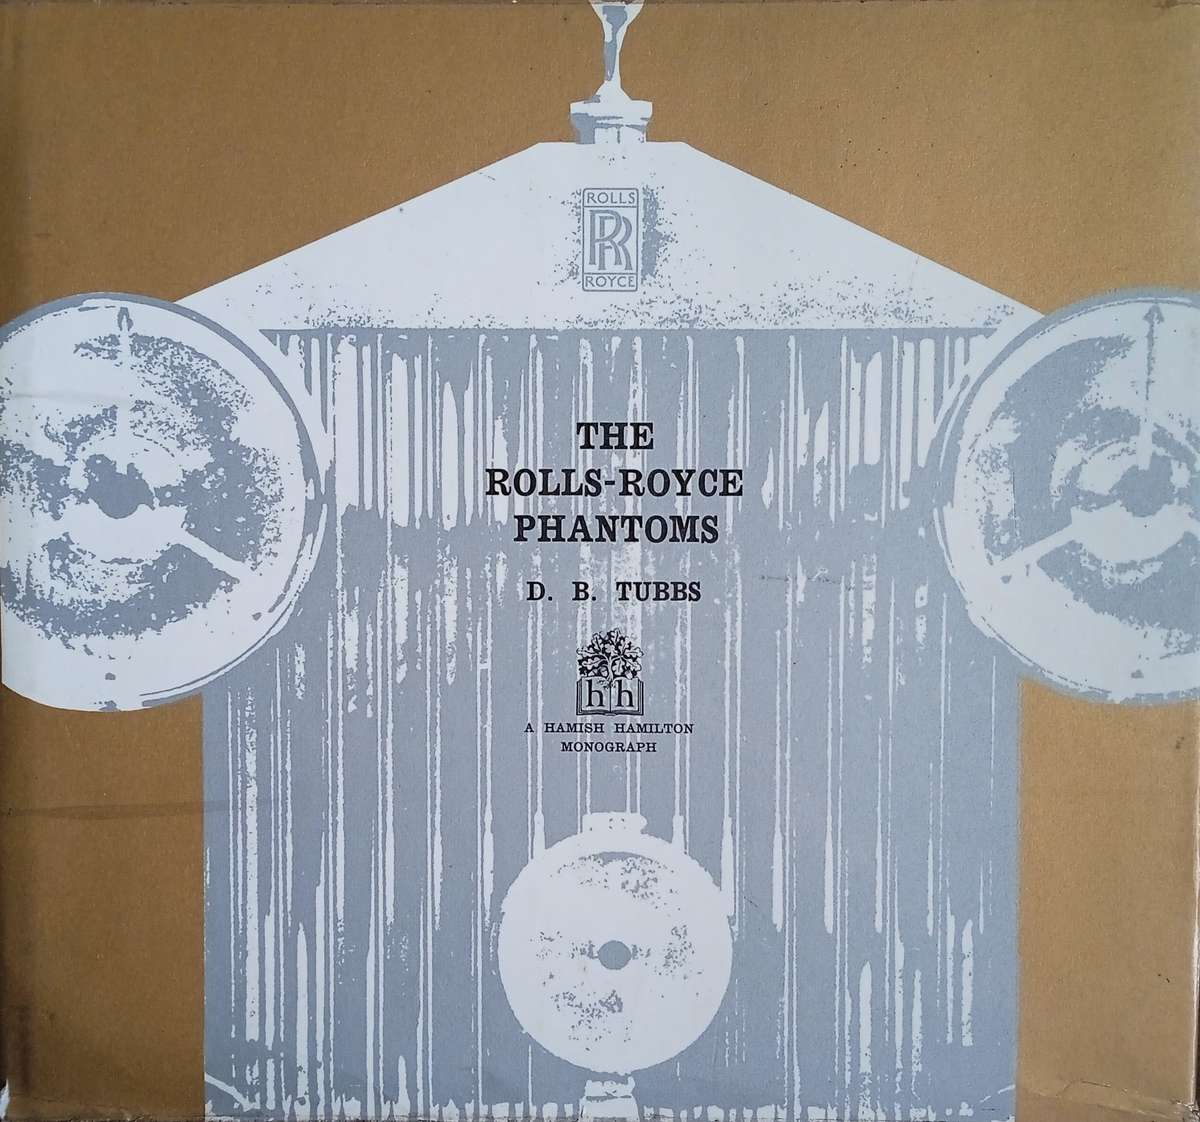 ROLLS
RR
ROYCE
THE
ROLLS-ROYCE
PHANTOMS
D. B. TUBBS
hh
A HAMISH HAMILTON
MONOGRAPH